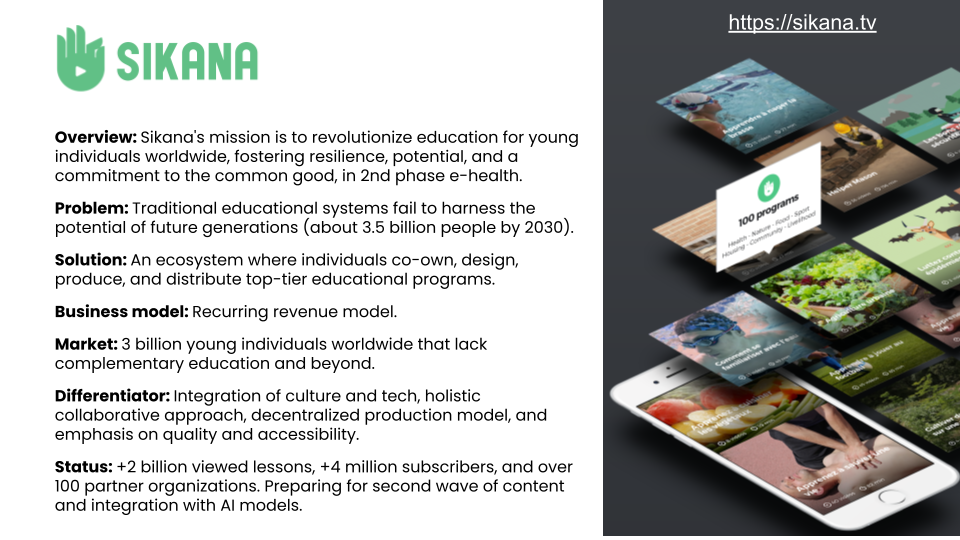 SIKANA
Overview: Sikana's mission is to revolutionize education for young
individuals worldwide, fostering resilience, potential, and a
commitment to the common good, in 2nd phase e-health.
Problem: Traditional educational systems fail to harness the
potential of future generations (about 3.5 billion people by 2030).
Solution: An ecosystem where individuals co-own, design,
produce, and distribute top-tier educational programs.
Business model: Recurring revenue model.
Market: 3 billion young individuals worldwide that lack
complementary education and beyond.
Differentiator: Integration of culture and tech, holistic
collaborative approach, decentralized production model, and
emphasis on quality and accessibility.
Status: +2 billion viewed lessons, +4 million subscribers, and over
100 partner organizations. Preparing for second wave of content
and integration with AI models.
https://sikana.tv
Apprendre à nager la
brasse
Helper Mason
100 programs
Health - Nature - Food - Sport
Housing - Community - Livelihood
Comment se
familiariser avec l'eau
Apprendre à jouer au
football